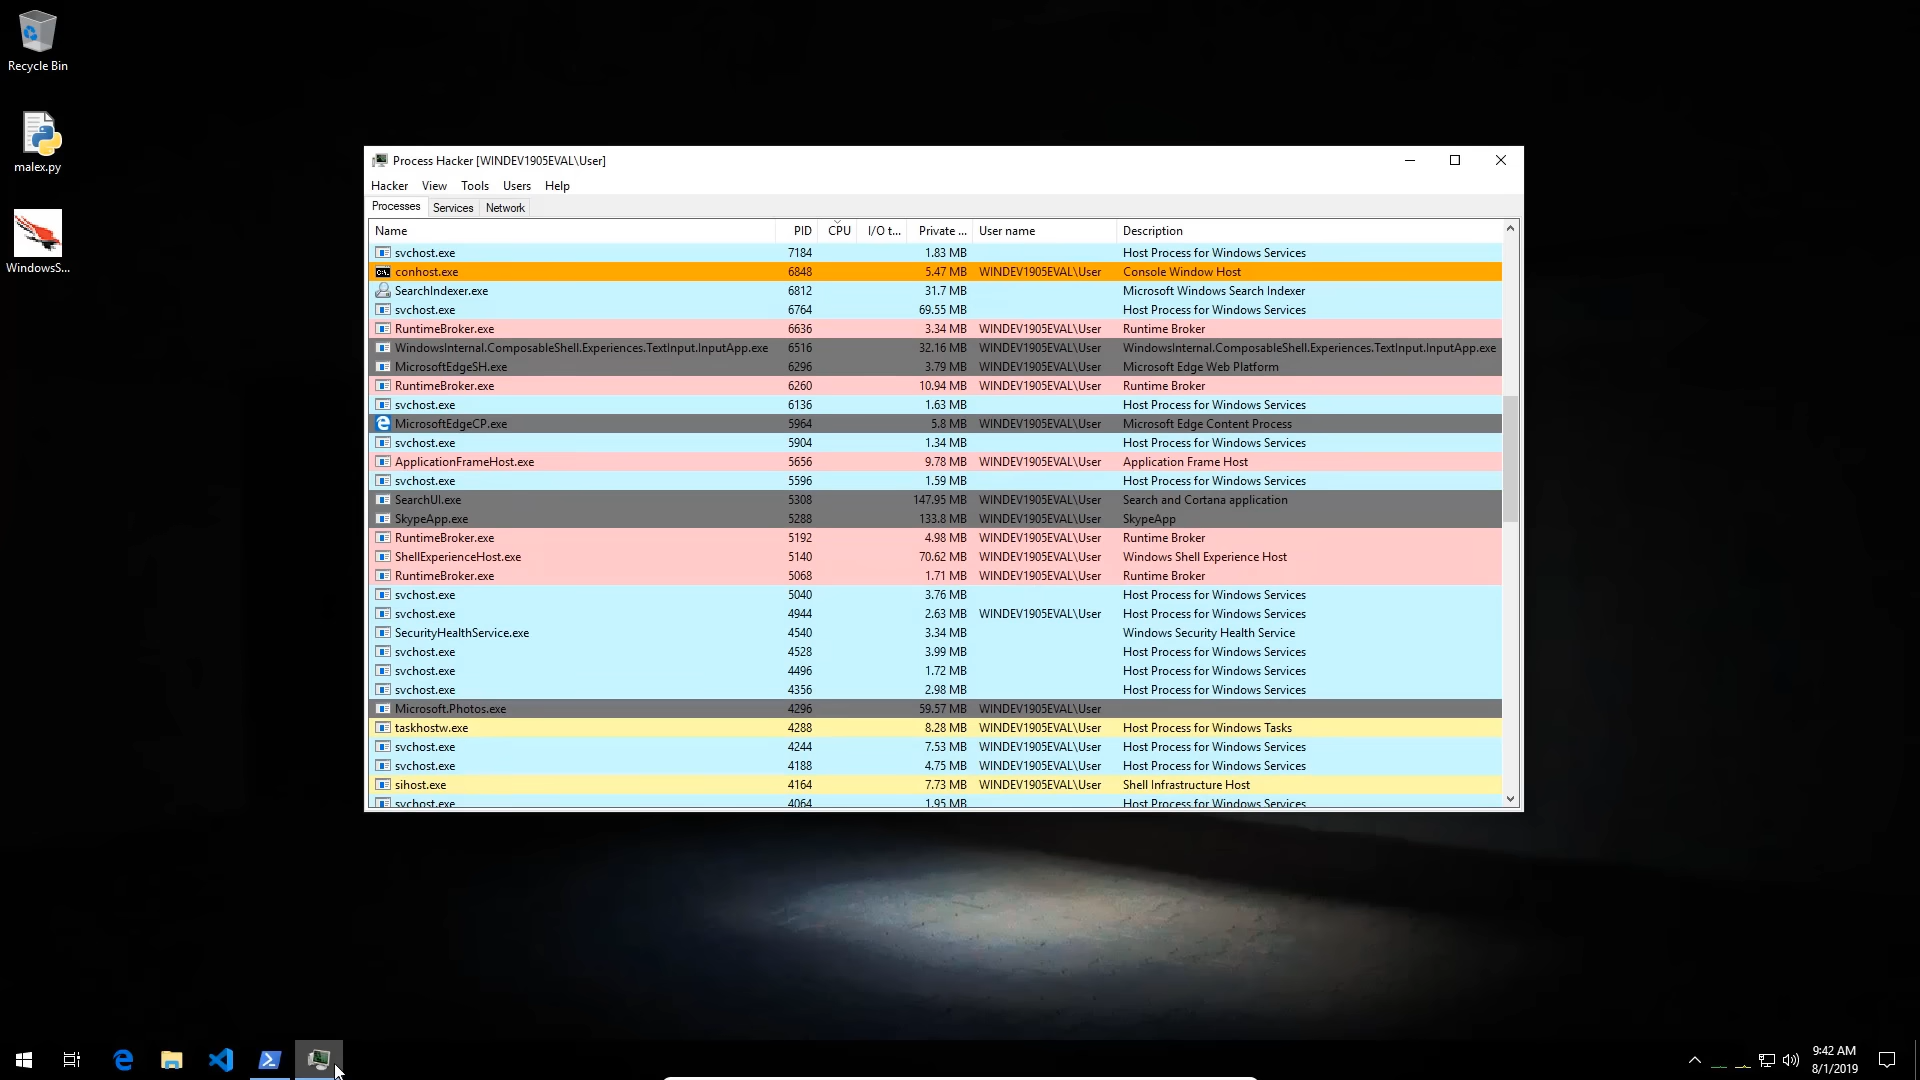 Recycle Bin
malex.py
WindowsS...
Process Hacker [WINDEV1905EVAL\User]
Hacker View Tools Users Help
Processes Services Network
Name PID CPU I/O t... Private ... User name Description
svchost.exe 7184 1.83 MB Host Process for Windows Services
conhost.exe 6848 5.47 MB WINDEV1905EVAL\User Console Window Host
SearchIndexer.exe 6812 31.7 MB Microsoft Windows Search Indexer
svchost.exe 6764 69.55 MB Host Process for Windows Services
RuntimeBroker.exe 6636 3.34 MB WINDEV1905EVAL\User Runtime Broker
WindowsInternal.ComposableShell.Experiences.TextInput.InputApp.exe 6516 32.16 MB WINDEV1905EVAL\User WindowsInternal.ComposableShell.Experiences.TextInput.InputApp.exe
MicrosoftEdgeSH.exe 6296 3.79 MB WINDEV1905EVAL\User Microsoft Edge Web Platform
RuntimeBroker.exe 6260 10.94 MB WINDEV1905EVAL\User Runtime Broker
svchost.exe 6136 1.63 MB Host Process for Windows Services
MicrosoftEdgeCP.exe 5964 5.8 MB WINDEV1905EVAL\User Microsoft Edge Content Process
svchost.exe 5904 1.34 MB Host Process for Windows Services
ApplicationFrameHost.exe 5656 9.78 MB WINDEV1905EVAL\User Application Frame Host
svchost.exe 5596 1.59 MB Host Process for Windows Services
SearchUI.exe 5308 147.95 MB WINDEV1905EVAL\User Search and Cortana application
SkypeApp.exe 5288 133.8 MB WINDEV1905EVAL\User SkypeApp
RuntimeBroker.exe 5192 4.98 MB WINDEV1905EVAL\User Runtime Broker
ShellExperienceHost.exe 5140 70.62 MB WINDEV1905EVAL\User Windows Shell Experience Host
RuntimeBroker.exe 5068 1.71 MB WINDEV1905EVAL\User Runtime Broker
svchost.exe 5040 3.76 MB Host Process for Windows Services
svchost.exe 4944 2.63 MB WINDEV1905EVAL\User Host Process for Windows Services
SecurityHealthService.exe 4540 3.34 MB Windows Security Health Service
svchost.exe 4528 3.99 MB Host Process for Windows Services
svchost.exe 4496 1.72 MB Host Process for Windows Services
svchost.exe 4356 2.98 MB Host Process for Windows Services
Microsoft.Photos.exe 4296 59.57 MB WINDEV1905EVAL\User
taskhostw.exe 4288 8.28 MB WINDEV1905EVAL\User Host Process for Windows Tasks
svchost.exe 4244 7.53 MB WINDEV1905EVAL\User Host Process for Windows Services
svchost.exe 4188 4.75 MB WINDEV1905EVAL\User Host Process for Windows Services
sihost.exe 4164 7.73 MB WINDEV1905EVAL\User Shell Infrastructure Host
svchost.exe 4064 1.95 MB Host Process for Windows Services
9:42 AM
8/1/2019